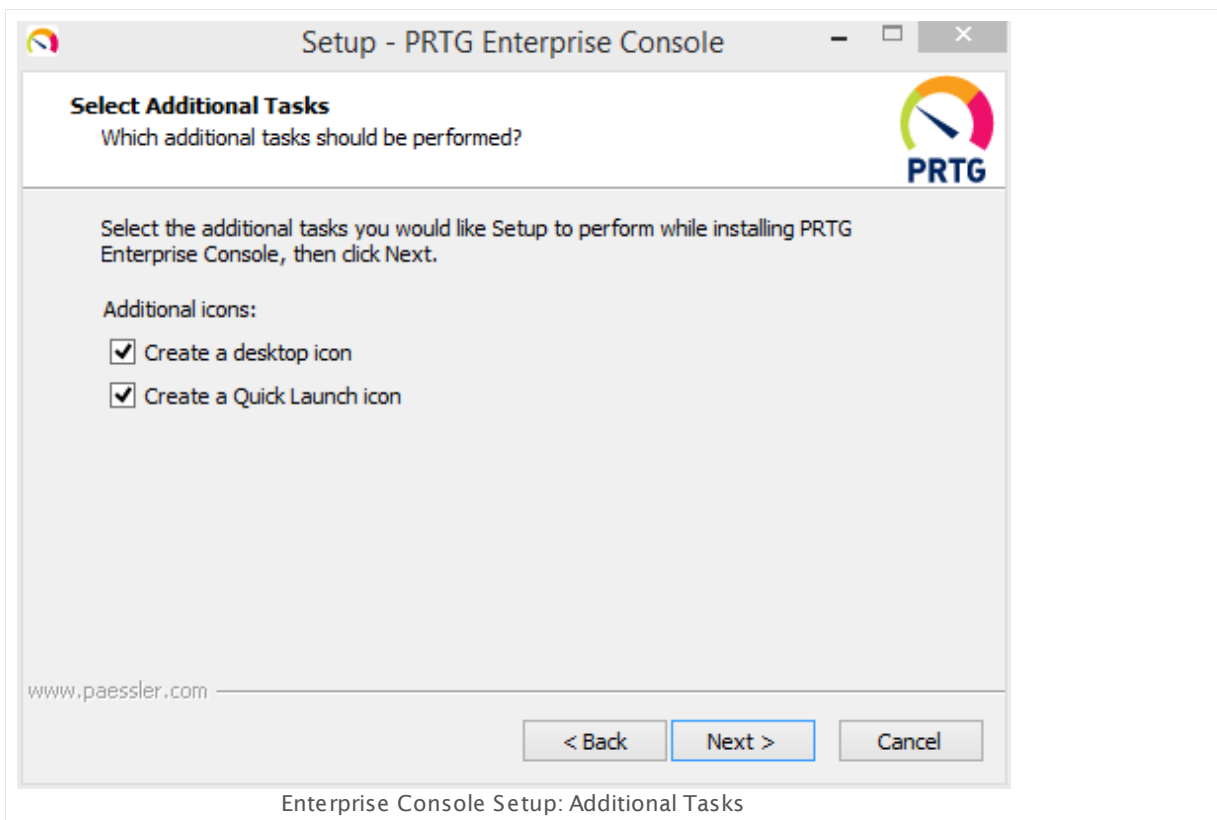 Setup - PRTG Enterprise Console
Select Additional Tasks
Which additional tasks should be performed?
PRTG
Select the additional tasks you would like Setup to perform while installing PRTG
Enterprise Console, then click Next.
Additional icons:
Create a desktop icon
Create a Quick Launch icon
www.paessler.com
< Back Next > Cancel
Enterprise Console Setup: Additional Tasks